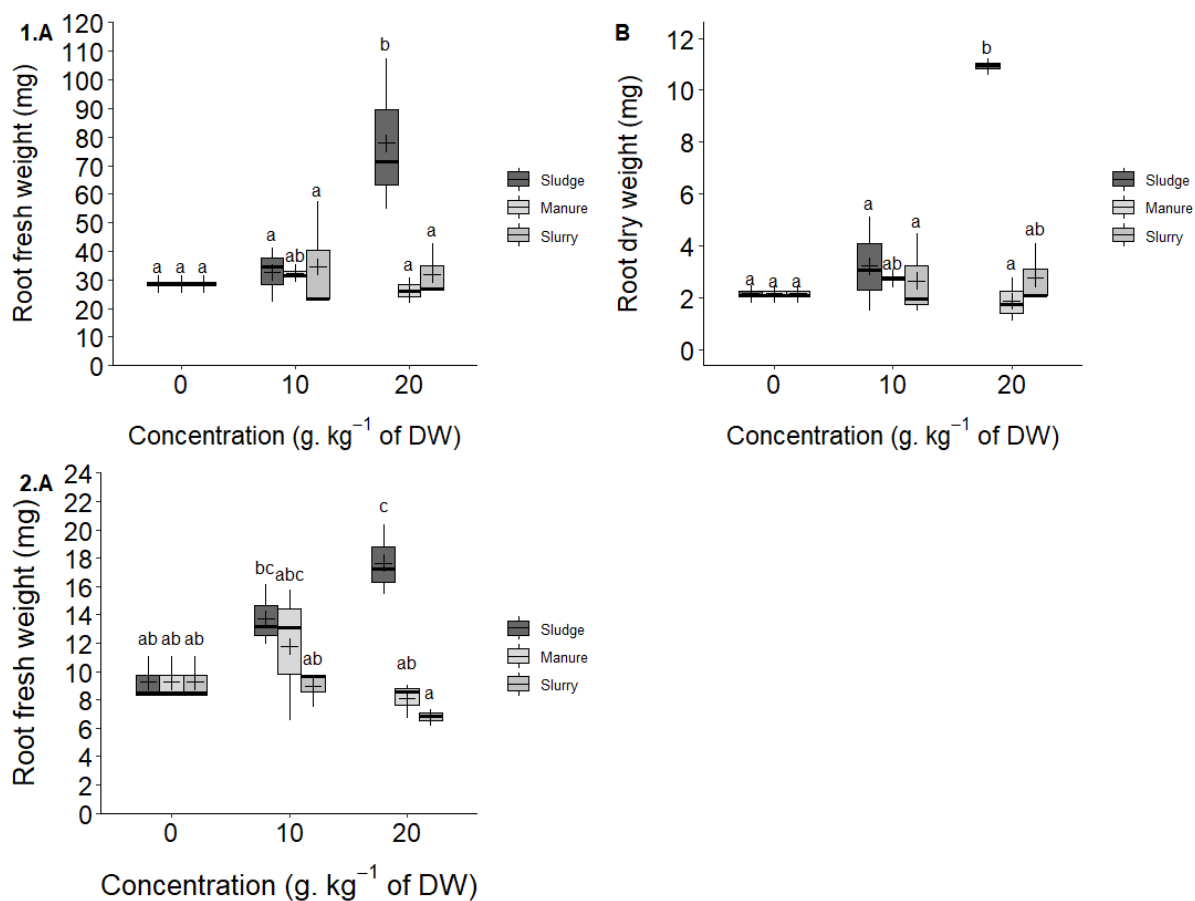 1.A
Root fresh weight (mg)
120
110
100
90
80
70
60
50
40
30
20
10
0
a a a
a ab a
b a a
0 10 20
Concentration (g. kg⁻¹ of DW)
Sludge
Manure
Slurry
B
Root dry weight (mg)
12
10
8
6
4
2
0
a a a
a ab a
b a ab
0 10 20
Concentration (g. kg⁻¹ of DW)
Sludge
Manure
Slurry
2.A
Root fresh weight (mg)
24
22
20
18
16
14
12
10
8
6
4
2
0
ab ab ab
bc abc ab
c ab a
0 10 20
Concentration (g. kg⁻¹ of DW)
Sludge
Manure
Slurry